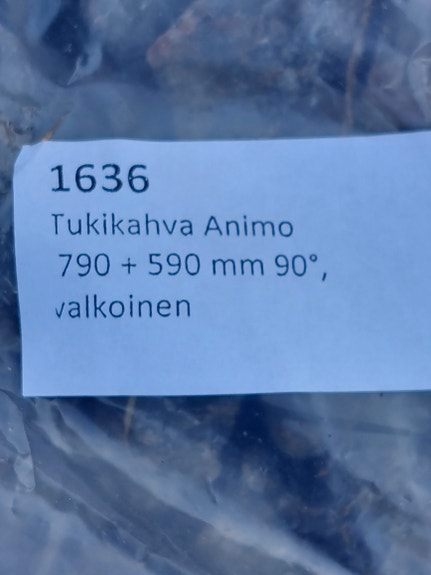 1636
Tukikahva Animo
790 + 590 mm 90°,
valkoinen